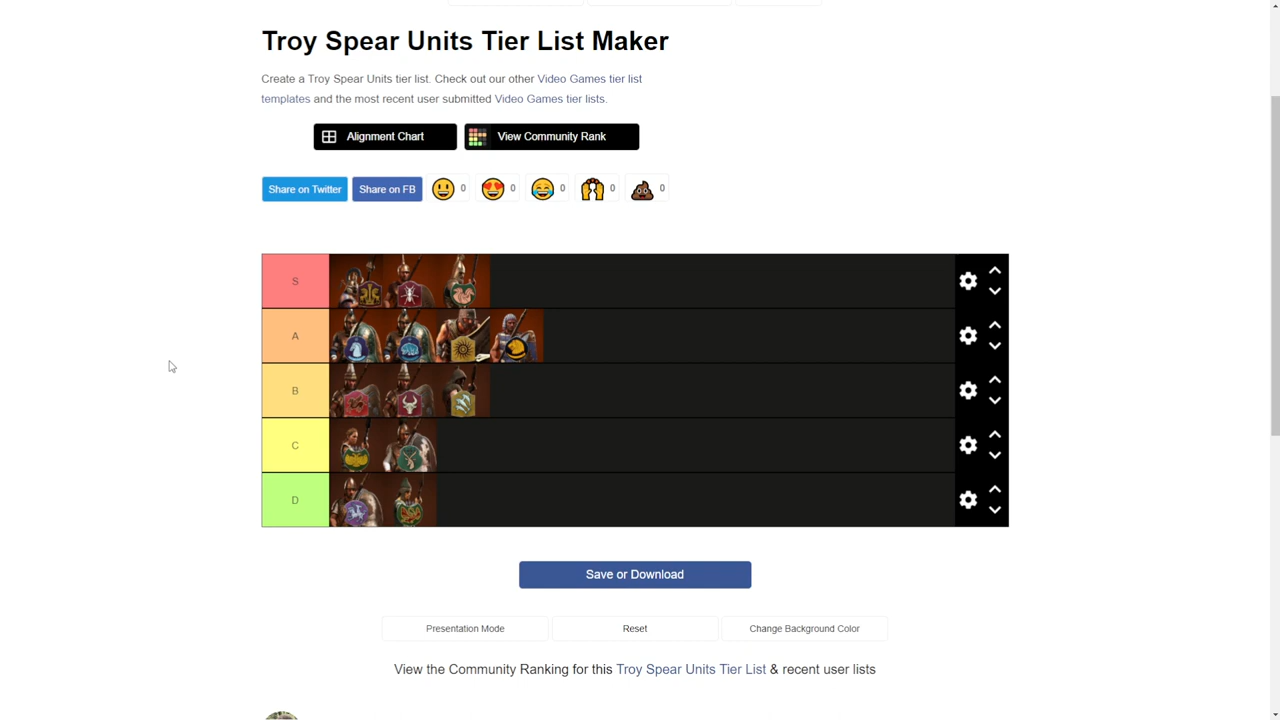 Troy Spear Units Tier List Maker
Create a Troy Spear Units tier list. Check out our other Video Games tier list
templates and the most recent user submitted Video Games tier lists.
Alignment Chart
View Community Rank
Share on Twitter
Share on FB
0
0
0
0
0
S
A
B
C
D
Save or Download
Presentation Mode
Reset
Change Background Color
View the Community Ranking for this Troy Spear Units Tier List & recent user lists